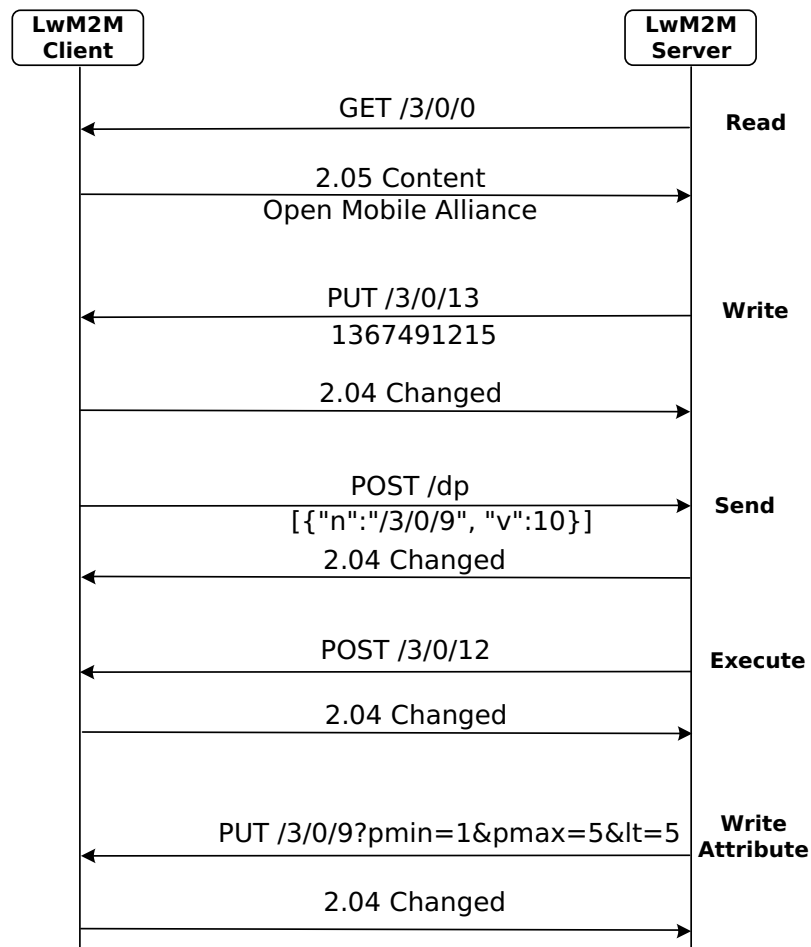 LwM2M
Client
LwM2M
Server
GET /3/0/0
Read
2.05 Content
Open Mobile Alliance
PUT /3/0/13
Write
1367491215
2.04 Changed
POST /dp
Send
[{"n":"/3/0/9", "v":10}]
2.04 Changed
POST /3/0/12
Execute
2.04 Changed
PUT /3/0/9?pmin=1&pmax=5&lt=5
Write
Attribute
2.04 Changed